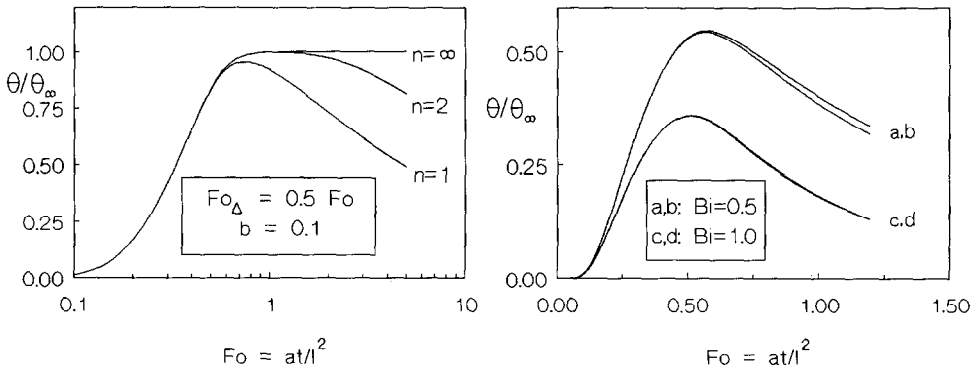 1.00
θ/θ∞
0.75
0.50
0.25
0.00
n=∞
n=2
n=1
Fo_Δ = 0.5 Fo
b = 0.1
0.1
1
10
Fo = at/l²
0.50
θ/θ∞
0.25
0.00
a,b
c,d
a,b: Bi=0.5
c,d: Bi=1.0
0.00
0.50
1.00
1.50
Fo = at/l²